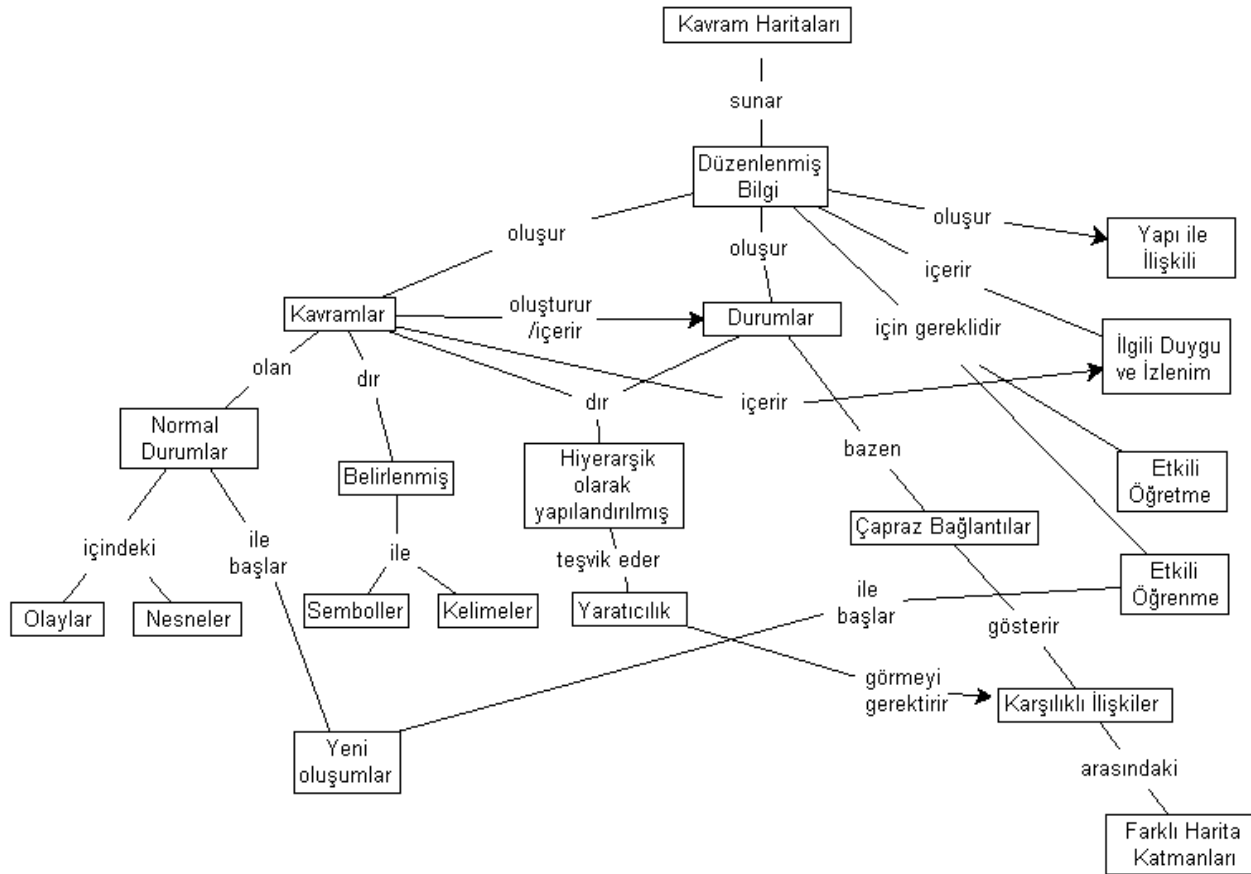 Kavram Haritaları
sunar
Düzenlenmiş
Bilgi
oluşur
oluşur
oluşur
Yapı ile
İlişkili
içerir
Kavramlar
oluşturur
/içerir
Durumlar
için gereklidir
İlgili Duygu
ve İzlenim
olan
dır
dır
içerir
Normal
Durumlar
bazen
Hiyerarşik
olarak
yapılandırılmış
Belirlenmiş
Etkili
Öğretme
Çapraz Bağlantılar
içindeki
ile
başlar
ile
teşvik eder
Etkili
Öğrenme
Olaylar
Nesneler
Semboller
Kelimeler
Yaratıcılık
ile
başlar
gösterir
görmeyi
gerektirir
Karşılıklı İlişkiler
Yeni
oluşumlar
arasındaki
Farklı Harita
Katmanları